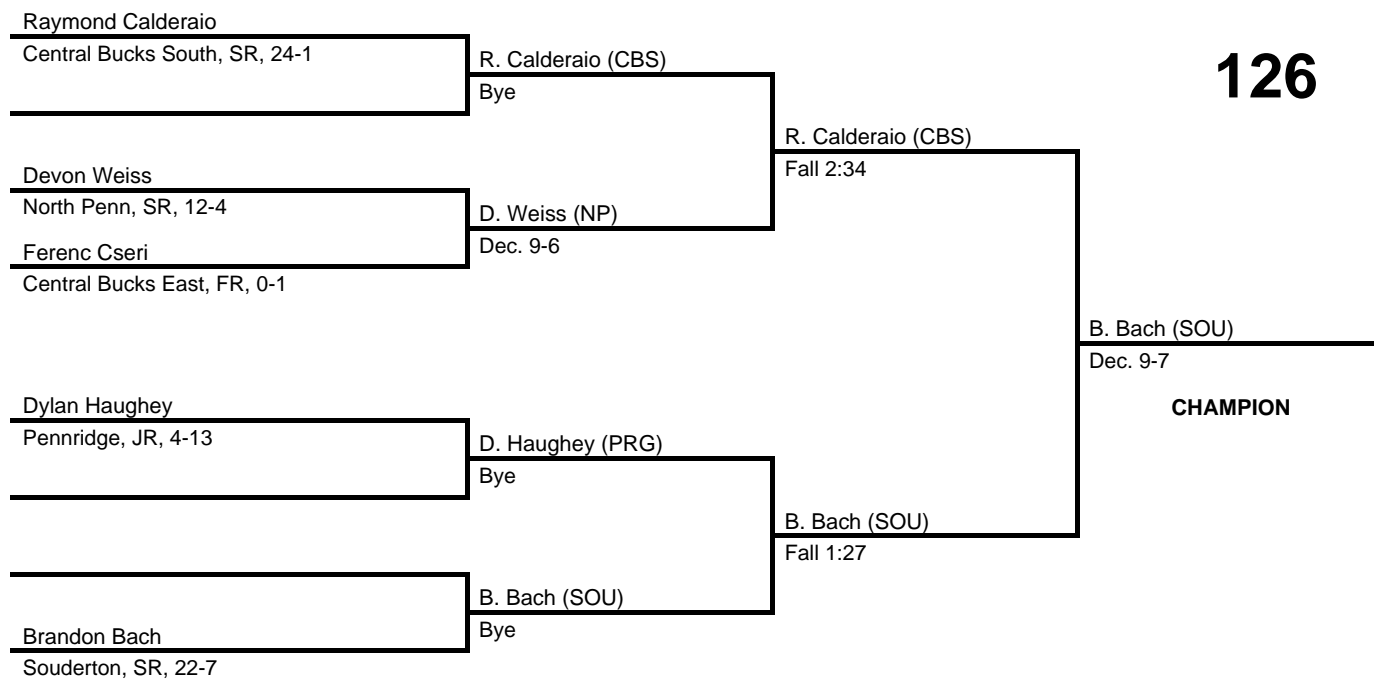 Raymond Calderaio
Central Bucks South, SR, 24-1
R. Calderaio (CBS)
Bye
126
R. Calderaio (CBS)
Fall 2:34
Devon Weiss
North Penn, SR, 12-4
D. Weiss (NP)
Dec. 9-6
Ferenc Cseri
Central Bucks East, FR, 0-1
B. Bach (SOU)
Dec. 9-7
CHAMPION
Dylan Haughey
Pennridge, JR, 4-13
D. Haughey (PRG)
Bye
B. Bach (SOU)
Fall 1:27
B. Bach (SOU)
Bye
Brandon Bach
Souderton, SR, 22-7